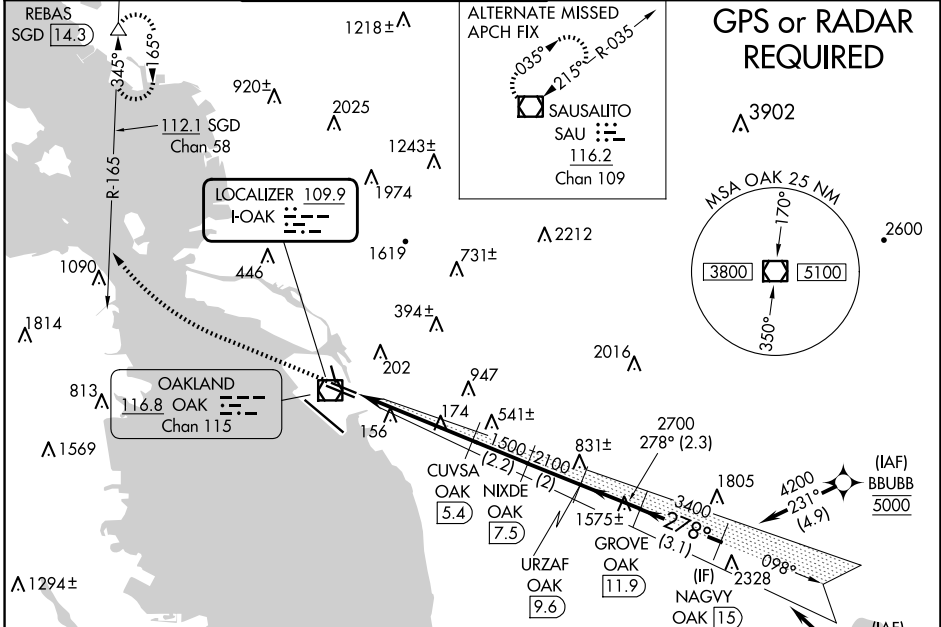 REBAS
SGD 14.3
345°
165°
1218±
ALTERNATE MISSED
APCH FIX
035°
215°
R-035
SAUSALITO
SAU
116.2
Chan 109
GPS or RADAR
REQUIRED
920±
2025
3902
112.1 SGD
Chan 58
R-165
1243±
1974
LOCALIZER 109.9
I-OAK
MSA OAK 25 NM
170°
3800
5100
350°
2600
2212
1619
731±
446
1090
1814
394±
202
2016
OAKLAND
116.8 OAK
Chan 115
813
947
1569
156
174
541±
1500
2100
(2.2)
(2)
831±
2700
278° (2.3)
CUVSA
OAK
5.4
NIXDE
OAK
7.5
1575±
3400
278°
(3.1)
1805
4200
231°
(4.9)
(IAF)
BBUBB
5000
URZAF
OAK
9.6
GROVE
OAK
11.9
(IF)
NAGVY
OAK 15
2328
098°
1294±
(IAF)